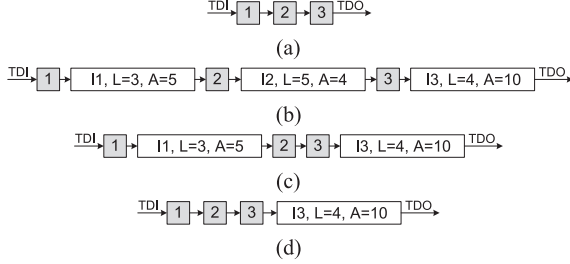 TDI 1 2 3 TDO
(a)
TDI 1 I1, L=3, A=5 2 I2, L=5, A=4 3 I3, L=4, A=10 TDO
(b)
TDI 1 I1, L=3, A=5 2 3 I3, L=4, A=10 TDO
(c)
TDI 1 2 3 I3, L=4, A=10 TDO
(d)